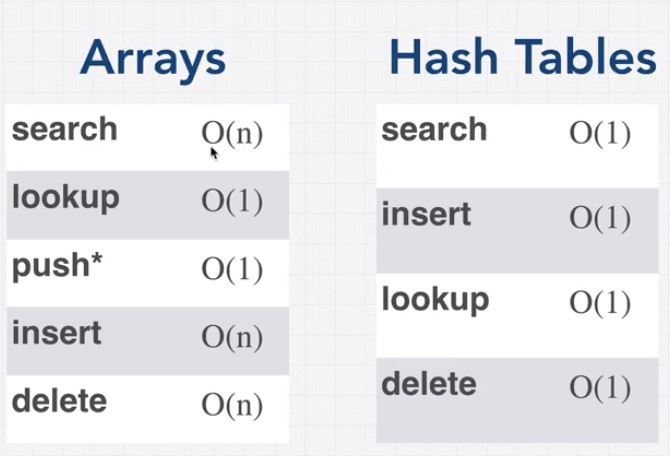 Arrays
search O(n)
lookup O(1)
push* O(1)
insert O(n)
delete O(n)
Hash Tables
search O(1)
insert O(1)
lookup O(1)
delete O(1)